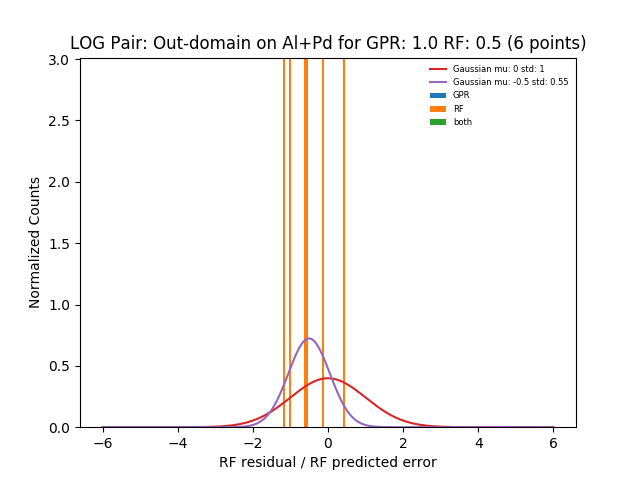 LOG Pair: Out-domain on Al+Pd for GPR: 1.0 RF: 0.5 (6 points)
Gaussian mu: 0 std: 1
Gaussian mu: -0.5 std: 0.55
GPR
RF
both
3.0
2.5
2.0
1.5
1.0
0.5
0.0
Normalized Counts
−6
−4
−2
0
2
4
6
RF residual / RF predicted error